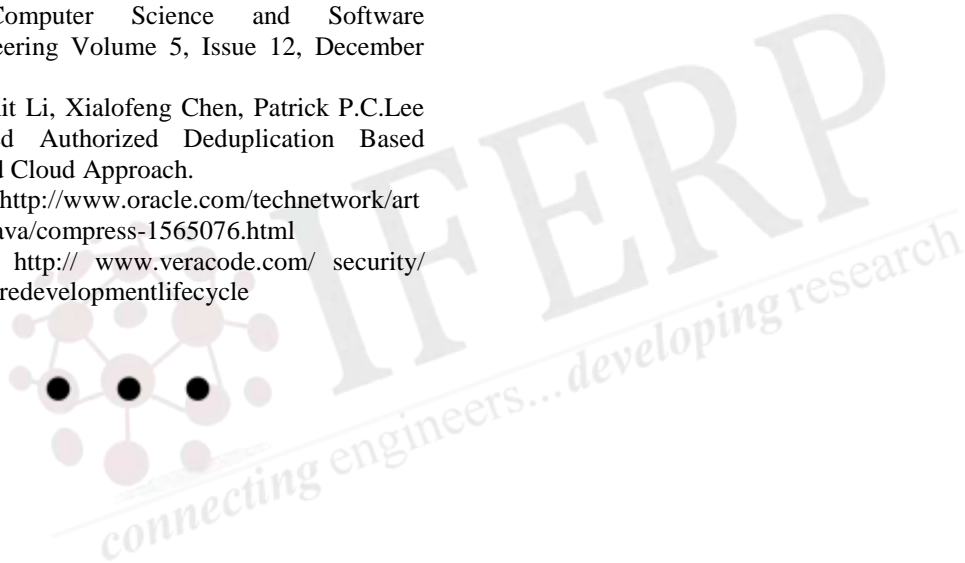 Computer Science and Software
eering Volume 5, Issue 12, December
it Li, Xialofeng Chen, Patrick P.C.Lee
ed Authorized Deduplication Based
d Cloud Approach.
http://www.oracle.com/technetwork/art
ava/compress-1565076.html
http:// www.veracode.com/ security/
redevelopmentlifecycle
IFERP
connecting engineers...developing research